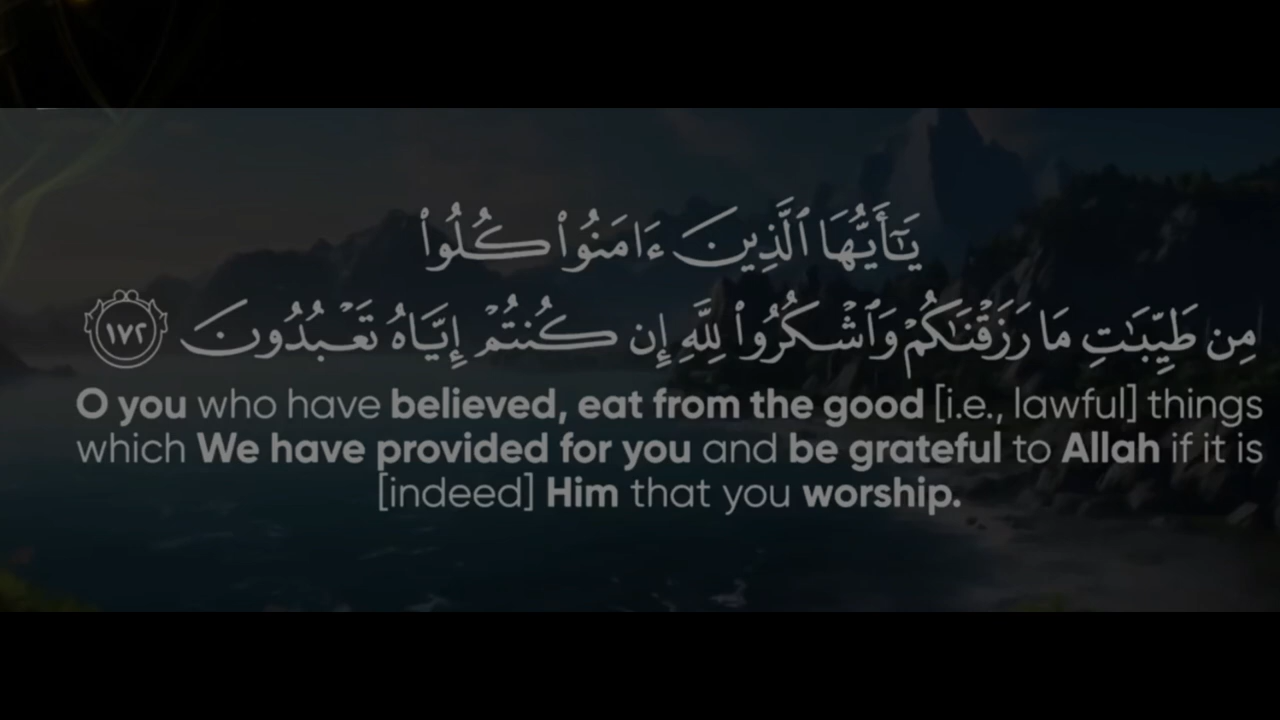 يَـٰٓأَيُّهَا ٱلَّذِينَ ءَامَنُوا۟ كُلُوا۟
مِن طَيِّبَـٰتِ مَا رَزَقْنَـٰكُمْ وَٱشْكُرُوا۟ لِلَّهِ إِن كُنتُمْ إِيَّاهُ تَعْبُدُونَ ١٧٢
O you who have believed, eat from the good [i.e., lawful] things
which We have provided for you and be grateful to Allah if it is
[indeed] Him that you worship.